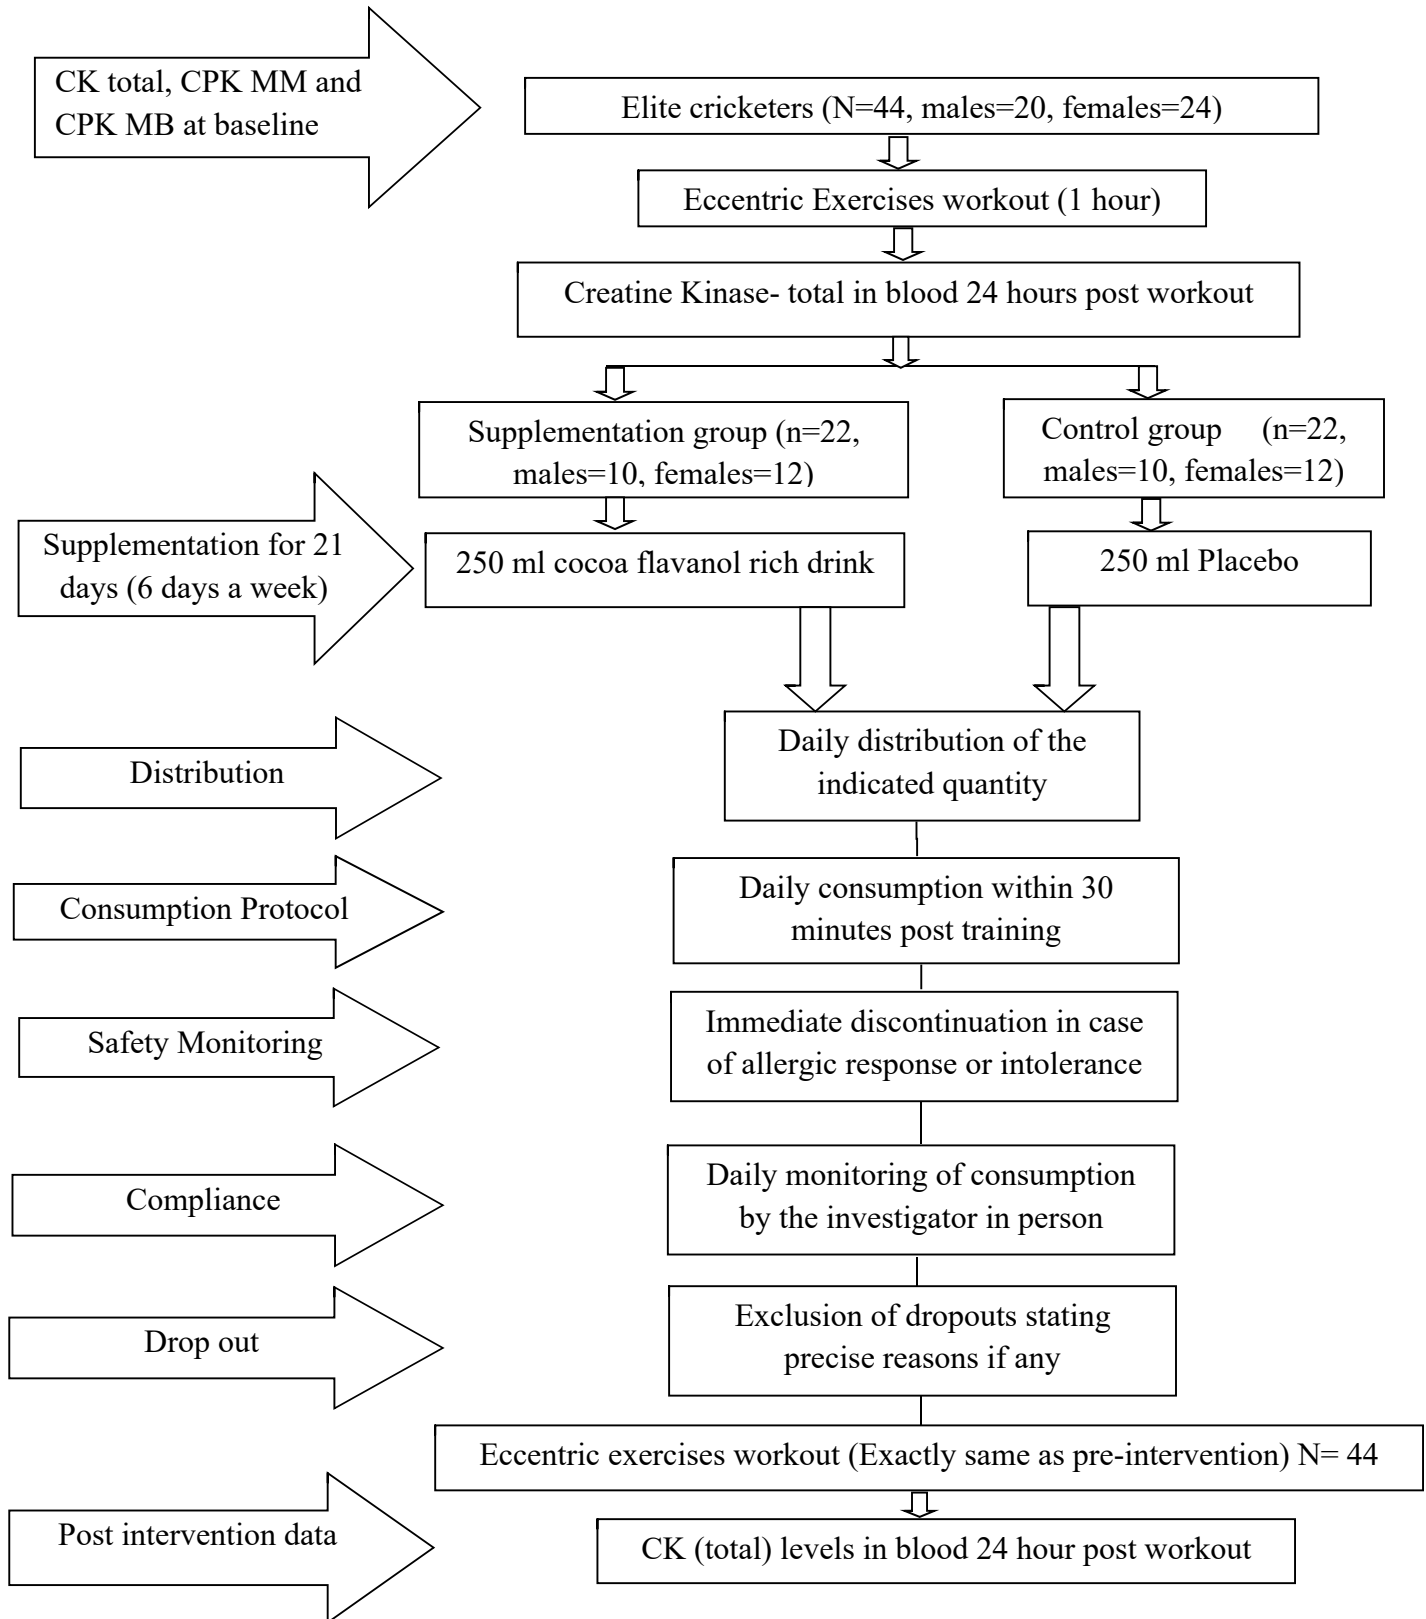 CK total, CPK MM and
CPK MB at baseline
Elite cricketers (N=44, males=20, females=24)
Eccentric Exercises workout (1 hour)
Creatine Kinase- total in blood 24 hours post workout
Supplementation group (n=22,
males=10, females=12)
Control group (n=22,
males=10, females=12)
Supplementation for 21
days (6 days a week)
250 ml cocoa flavanol rich drink
250 ml Placebo
Distribution
Daily distribution of the
indicated quantity
Consumption Protocol
Daily consumption within 30
minutes post training
Safety Monitoring
Immediate discontinuation in case
of allergic response or intolerance
Compliance
Daily monitoring of consumption
by the investigator in person
Drop out
Exclusion of dropouts stating
precise reasons if any
Eccentric exercises workout (Exactly same as pre-intervention) N= 44
Post intervention data
CK (total) levels in blood 24 hour post workout